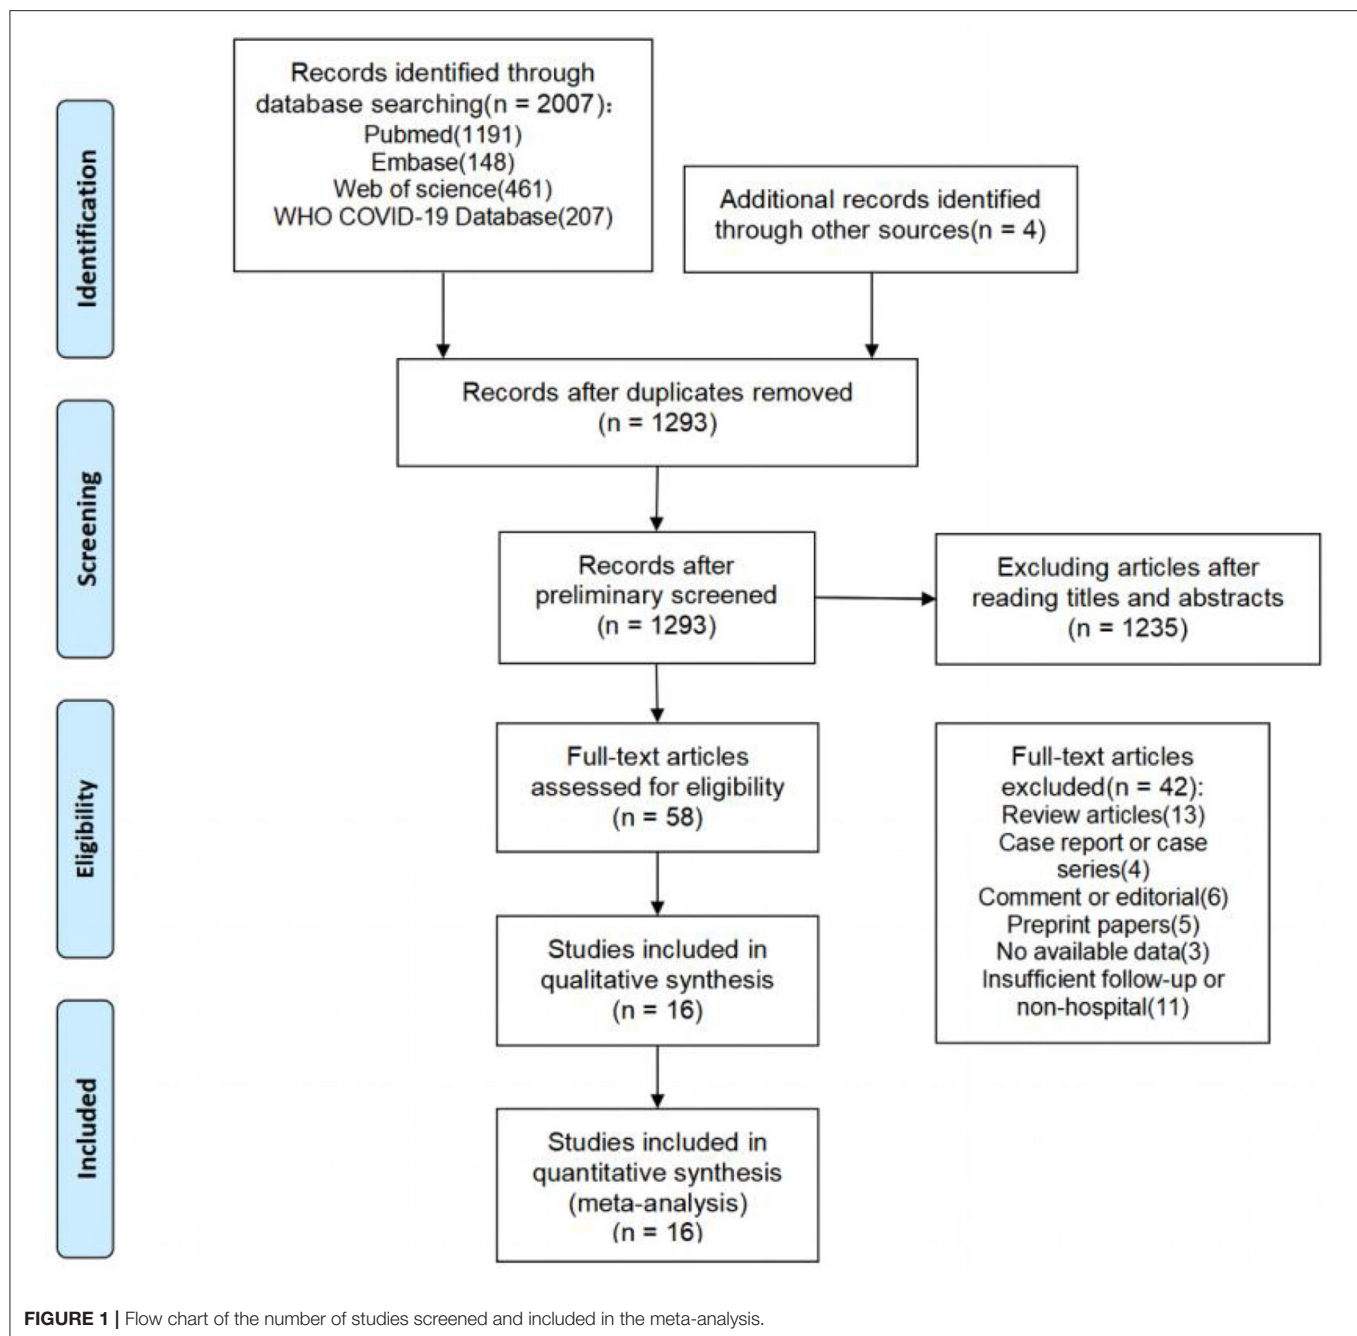 Identification
Records identified through
database searching(n = 2007):
Pubmed(1191)
Embase(148)
Web of science(461)
WHO COVID-19 Database(207)
Additional records identified
through other sources(n = 4)
Records after duplicates removed
(n = 1293)
Screening
Records after
preliminary screened
(n = 1293)
Excluding articles after
reading titles and abstracts
(n = 1235)
Eligibility
Full-text articles
assessed for eligibility
(n = 58)
Full-text articles
excluded(n = 42):
Review articles(13)
Case report or case
series(4)
Comment or editorial(6)
Preprint papers(5)
No available data(3)
Insufficient follow-up or
non-hospital(11)
Studies included in
qualitative synthesis
(n = 16)
Included
Studies included in
quantitative synthesis
(meta-analysis)
(n = 16)
FIGURE 1 | Flow chart of the number of studies screened and included in the meta-analysis.